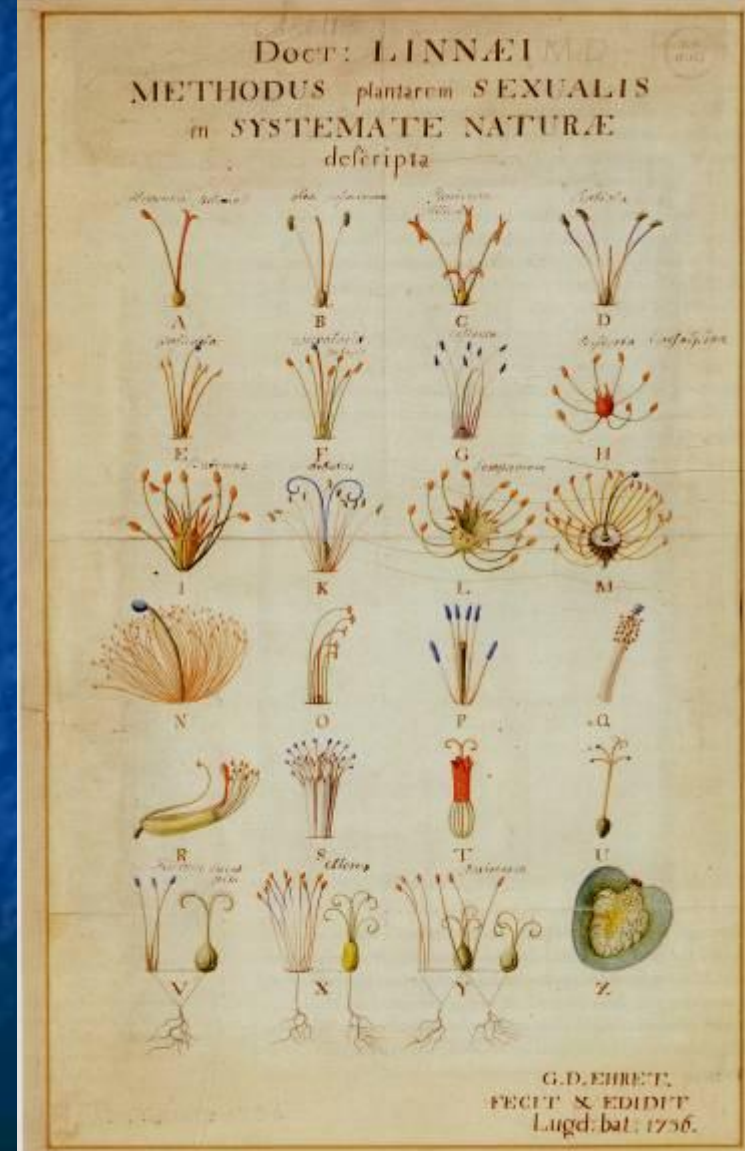 Doct: LINNÆI M.D
METHODUS plantarum SEXUALIS
in SYSTEMATE NATURÆ
descripta
A B C D
E F G H
I K L M
N O P Q
R S T U
V X Y Z
G.D. EHRET.
FECIT & EDIDIT
Lugd: bat: 1736.